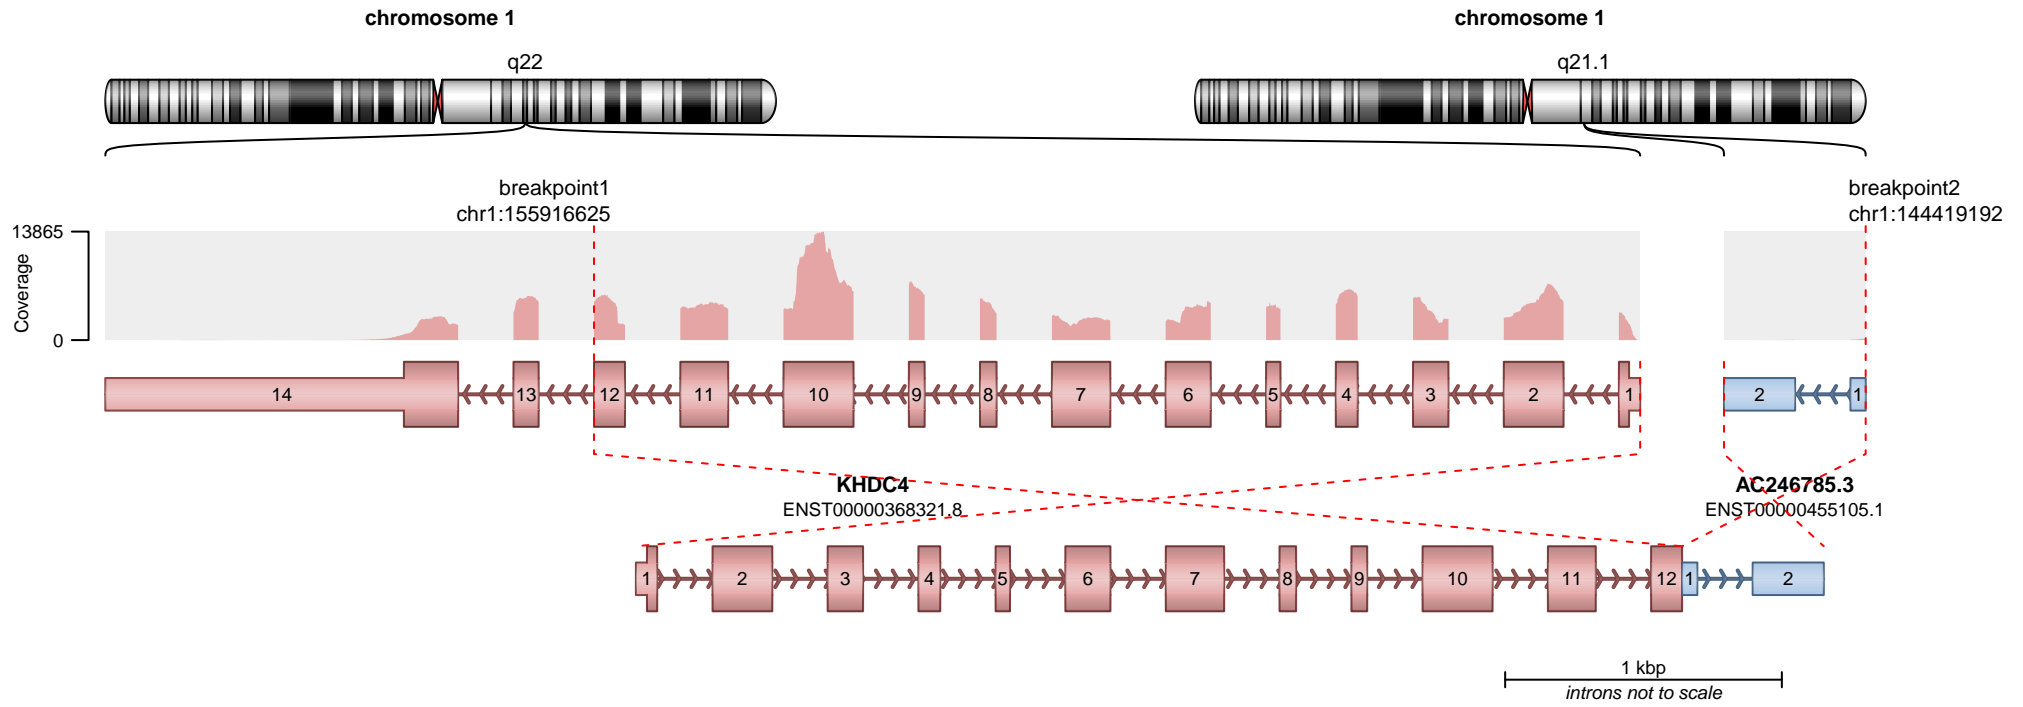 chromosome 1
chromosome 1
q22
q21.1
breakpoint1
chr1:155916625
breakpoint2
chr1:144419192
13865
Coverage
0
14 13 12 11 10 9 8 7 6 5 4 3 2 1 2 1
KHDC4
ENST00000368321.8
AC246785.3
ENST00000455105.1
1 2 3 4 5 6 7 8 9 10 11 12 1 2
1 kbp
introns not to scale